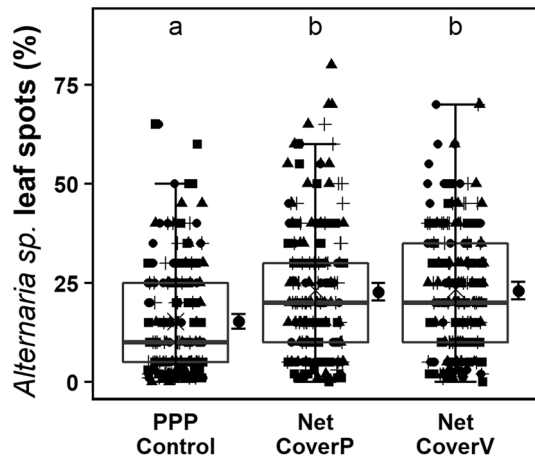 a b b
Alternaria sp. leaf spots (%)
75
50
25
0
PPP Control
Net CoverP
Net CoverV